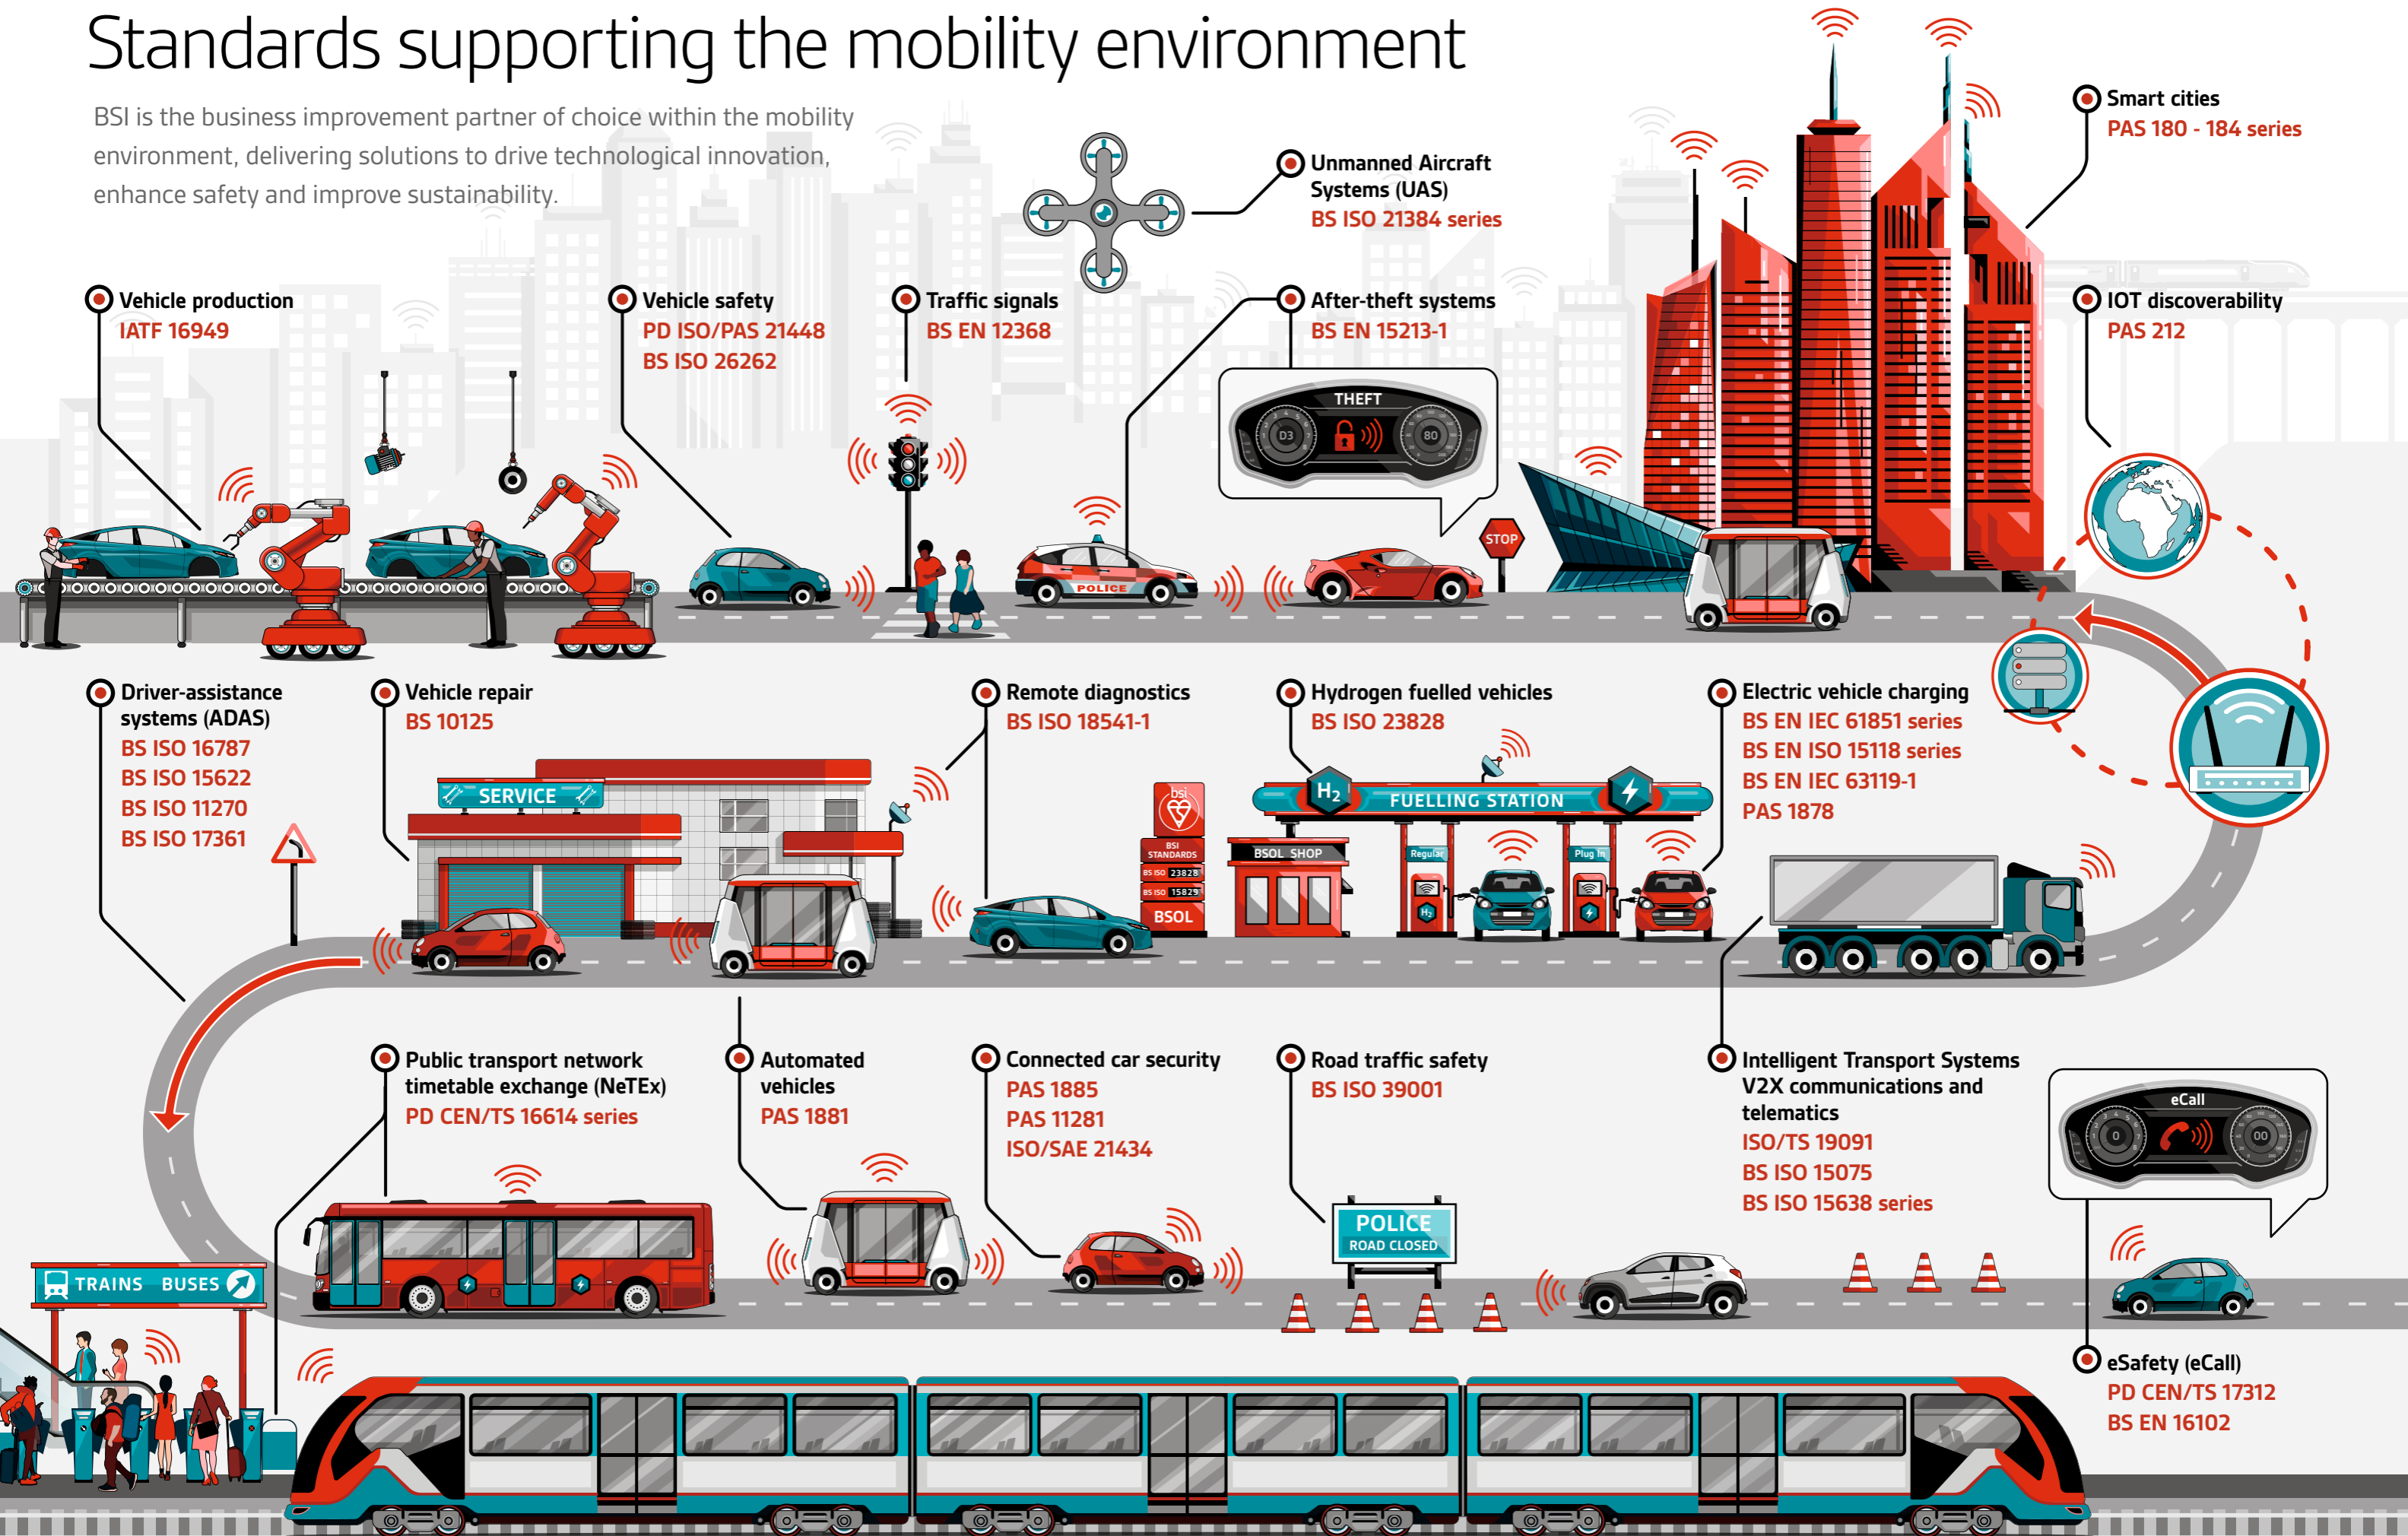 Standards supporting the mobility environment
BSI is the business improvement partner of choice within the mobility
environment, delivering solutions to drive technological innovation,
enhance safety and improve sustainability.
Smart cities
PAS 180 - 184 series
Unmanned Aircraft
Systems (UAS)
BS ISO 21384 series
Vehicle production
IATF 16949
Vehicle safety
PD ISO/PAS 21448
BS ISO 26262
Traffic signals
BS EN 12368
After-theft systems
BS EN 15213-1
IOT discoverability
PAS 212
THEFT
D3
80
STOP
POLICE
Driver-assistance
systems (ADAS)
BS ISO 16787
BS ISO 15622
BS ISO 11270
BS ISO 17361
Vehicle repair
BS 10125
Remote diagnostics
BS ISO 18541-1
Hydrogen fuelled vehicles
BS ISO 23828
Electric vehicle charging
BS EN IEC 61851 series
BS EN ISO 15118 series
BS EN IEC 63119-1
PAS 1878
SERVICE
bsi
BSI
STANDARDS
BS ISO 23828
BS ISO 15829
BSOL
H2
FUELLING STATION
BSOL SHOP
Regular
Plug In
H2
Public transport network
timetable exchange (NeTEx)
PD CEN/TS 16614 series
Automated
vehicles
PAS 1881
Connected car security
PAS 1885
PAS 11281
ISO/SAE 21434
Road traffic safety
BS ISO 39001
Intelligent Transport Systems
V2X communications and
telematics
ISO/TS 19091
BS ISO 15075
BS ISO 15638 series
eCall
0
00
POLICE
ROAD CLOSED
TRAINS BUSES
eSafety (eCall)
PD CEN/TS 17312
BS EN 16102